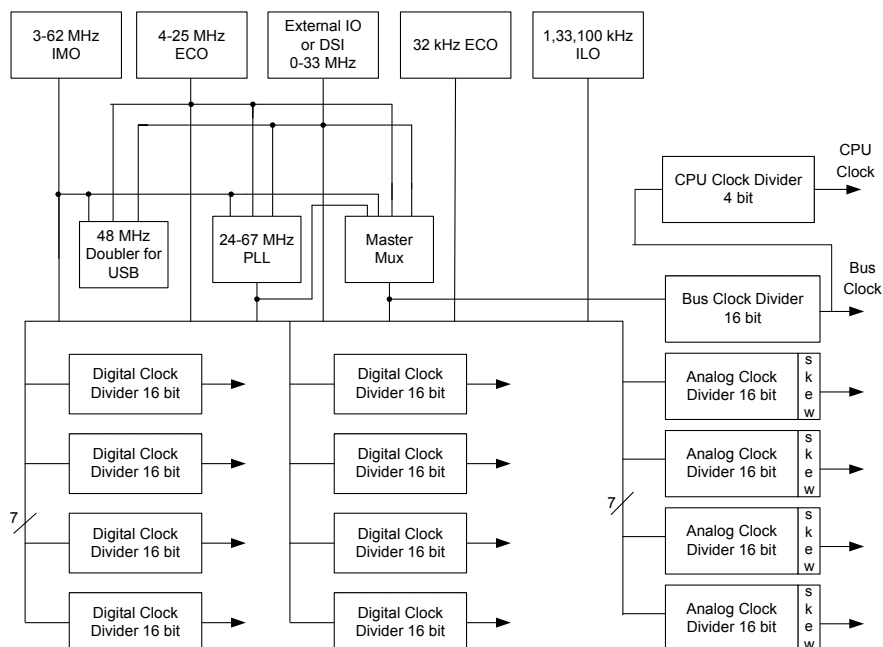 3-62 MHz
IMO
4-25 MHz
ECO
External IO
or DSI
0-33 MHz
32 kHz ECO
1,33,100 kHz
ILO
CPU
Clock
CPU Clock Divider
4 bit
48 MHz
Doubler for
USB
24-67 MHz
PLL
Master
Mux
Bus
Clock
Bus Clock Divider
16 bit
Digital Clock
Divider 16 bit
Digital Clock
Divider 16 bit
Analog Clock
Divider 16 bit
s
k
e
w
Digital Clock
Divider 16 bit
Digital Clock
Divider 16 bit
Analog Clock
Divider 16 bit
s
k
e
w
7
7
Digital Clock
Divider 16 bit
Digital Clock
Divider 16 bit
Analog Clock
Divider 16 bit
s
k
e
w
Digital Clock
Divider 16 bit
Digital Clock
Divider 16 bit
Analog Clock
Divider 16 bit
s
k
e
w